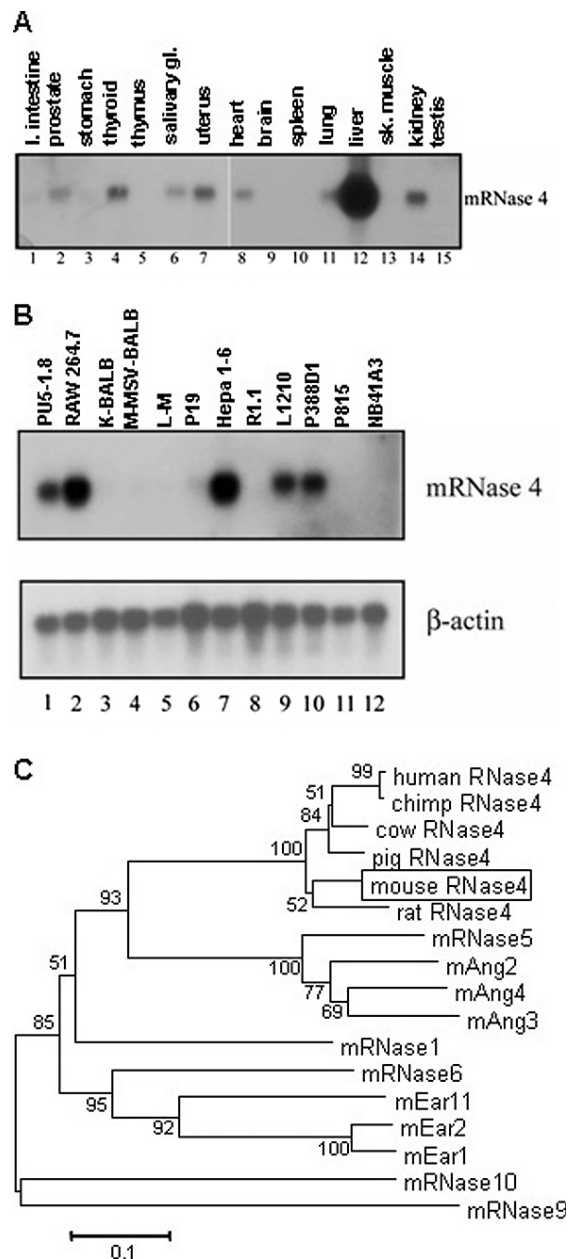 A
l. intestine
prostate
stomach
thyroid
thymus
salivary gl.
uterus
heart
brain
spleen
lung
liver
sk. muscle
kidney
testis
mRNase 4
1 2 3 4 5 6 7 8 9 10 11 12 13 14 15
B
PU5-1.8
RAW 264.7
K-BALB
M-MSV-BALB
L-M
P19
Hepa 1-6
R1.1
L1210
P388D1
P815
NB41A3
mRNase 4
β-actin
1 2 3 4 5 6 7 8 9 10 11 12
C
99 human RNase4
51 chimp RNase4
84 cow RNase4
100 pig RNase4
mouse RNase4
93 52 rat RNase4
mRNase5
51 100 mAng2
77 mAng4
69 mAng3
85 mRNase1
mRNase6
95 mEar11
92 mEar2
100 mEar1
mRNase10
mRNase9
0.1